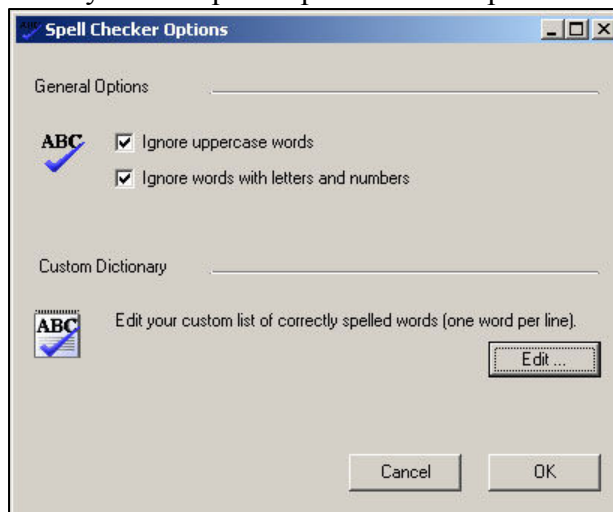 Spell Checker Options
General Options
ABC
Ignore uppercase words
Ignore words with letters and numbers
Custom Dictionary
ABC
Edit your custom list of correctly spelled words (one word per line).
Edit ...
Cancel
OK